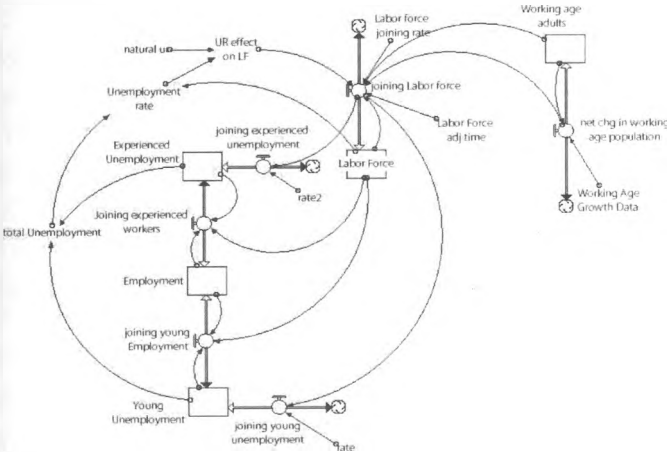 Working age
adults
Labor force
joining rate
natural u
UR effect
on LF
joining Labor force
Unemployment
rate
Labor Force
adj time
net chg in working
age population
joining experienced
unemployment
Experienced
Unemployment
Labor Force
rate2
Working Age
Growth Data
Joining experienced
workers
total Unemployment
Employment
joining young
Employment
Young
Unemployment
joining young
unemployment
rate